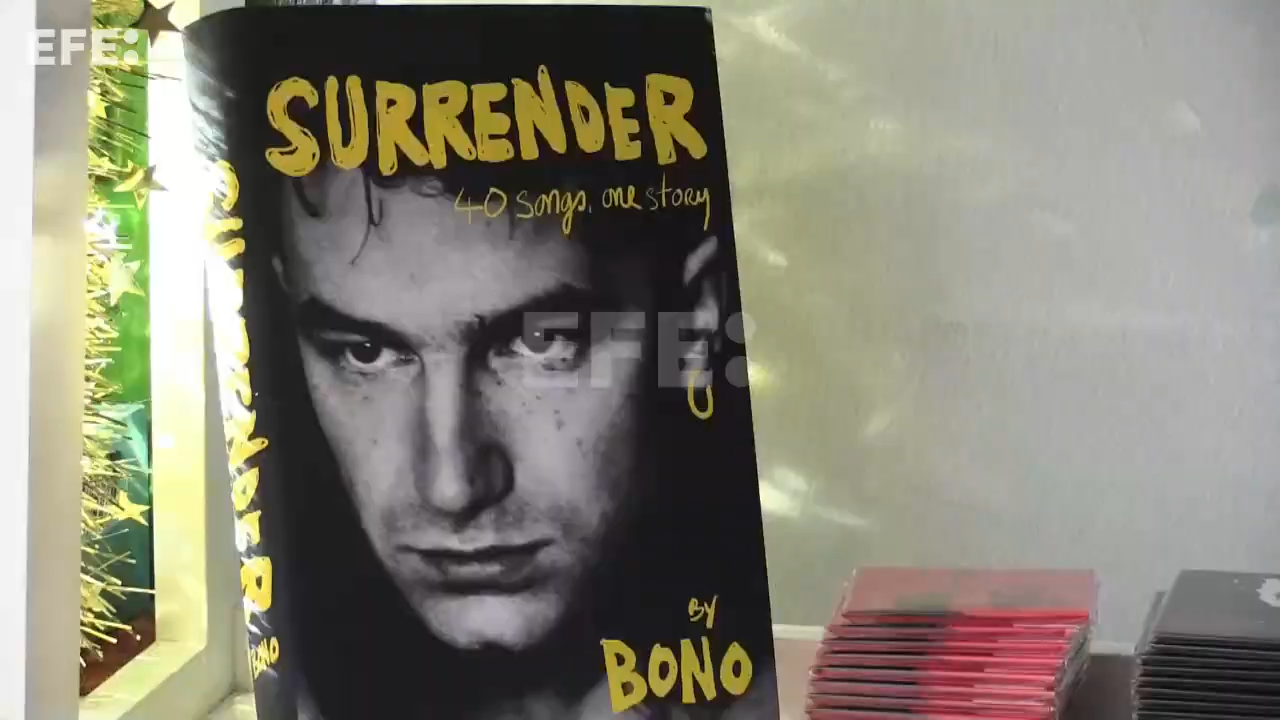 EFE:
SURRENDER
40 songs, one story
EFE:
BY
BONO
SURRENDER
BONO